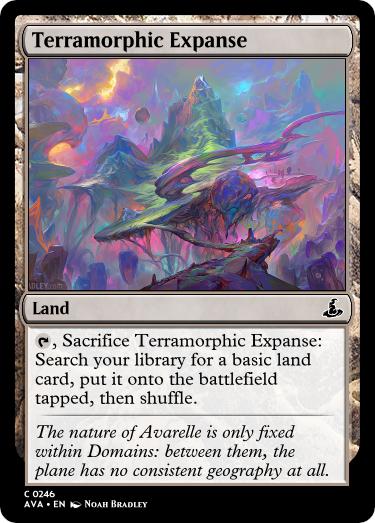 Terramorphic Expanse
DLEY.com
Land
, Sacrifice Terramorphic Expanse:
Search your library for a basic land
card, put it onto the battlefield
tapped, then shuffle.
The nature of Avarelle is only fixed
within Domains: between them, the
plane has no consistent geography at all.
C 0246
AVA • EN NOAH BRADLEY